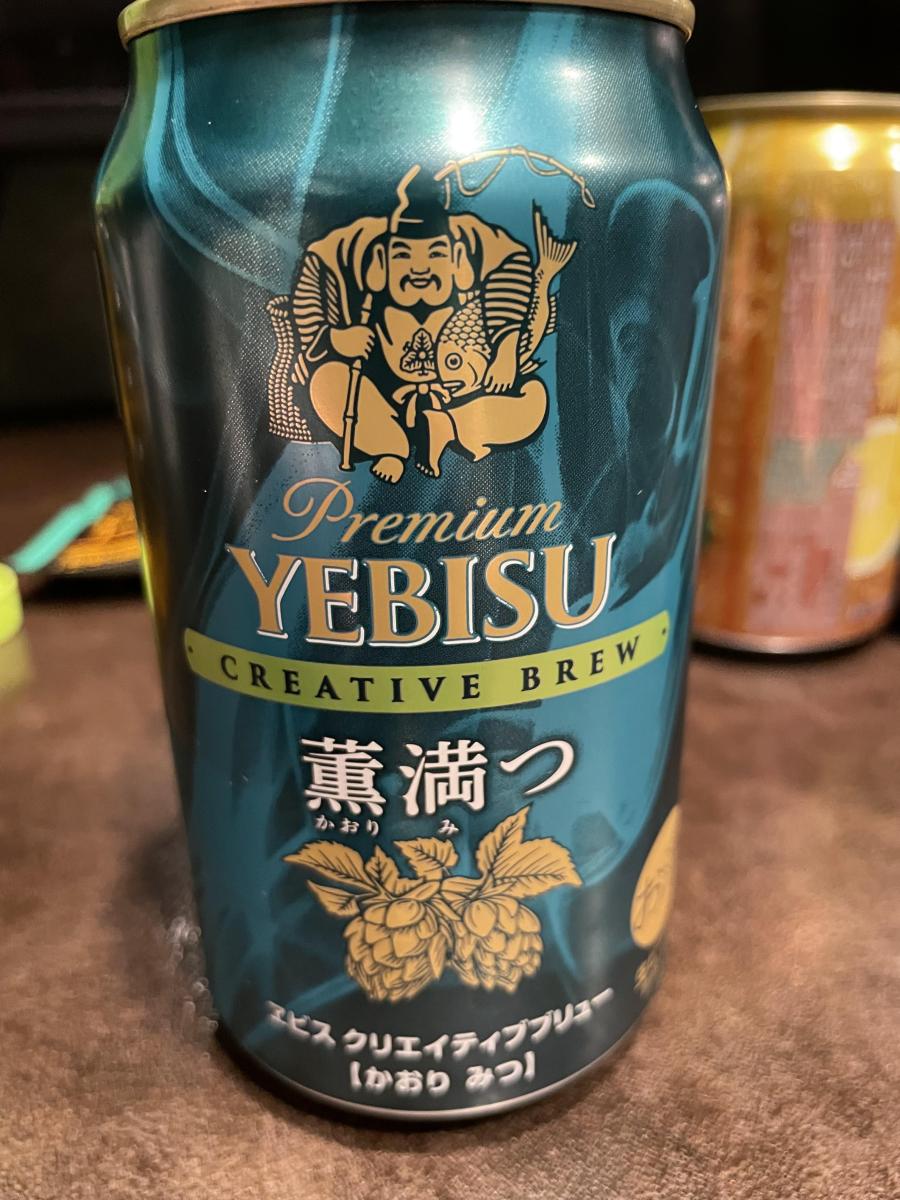 Premium
YEBISU
CREATIVE BREW
薫満つ
かおり み
ヱビス クリエイティブブリュー
【かおり みつ】